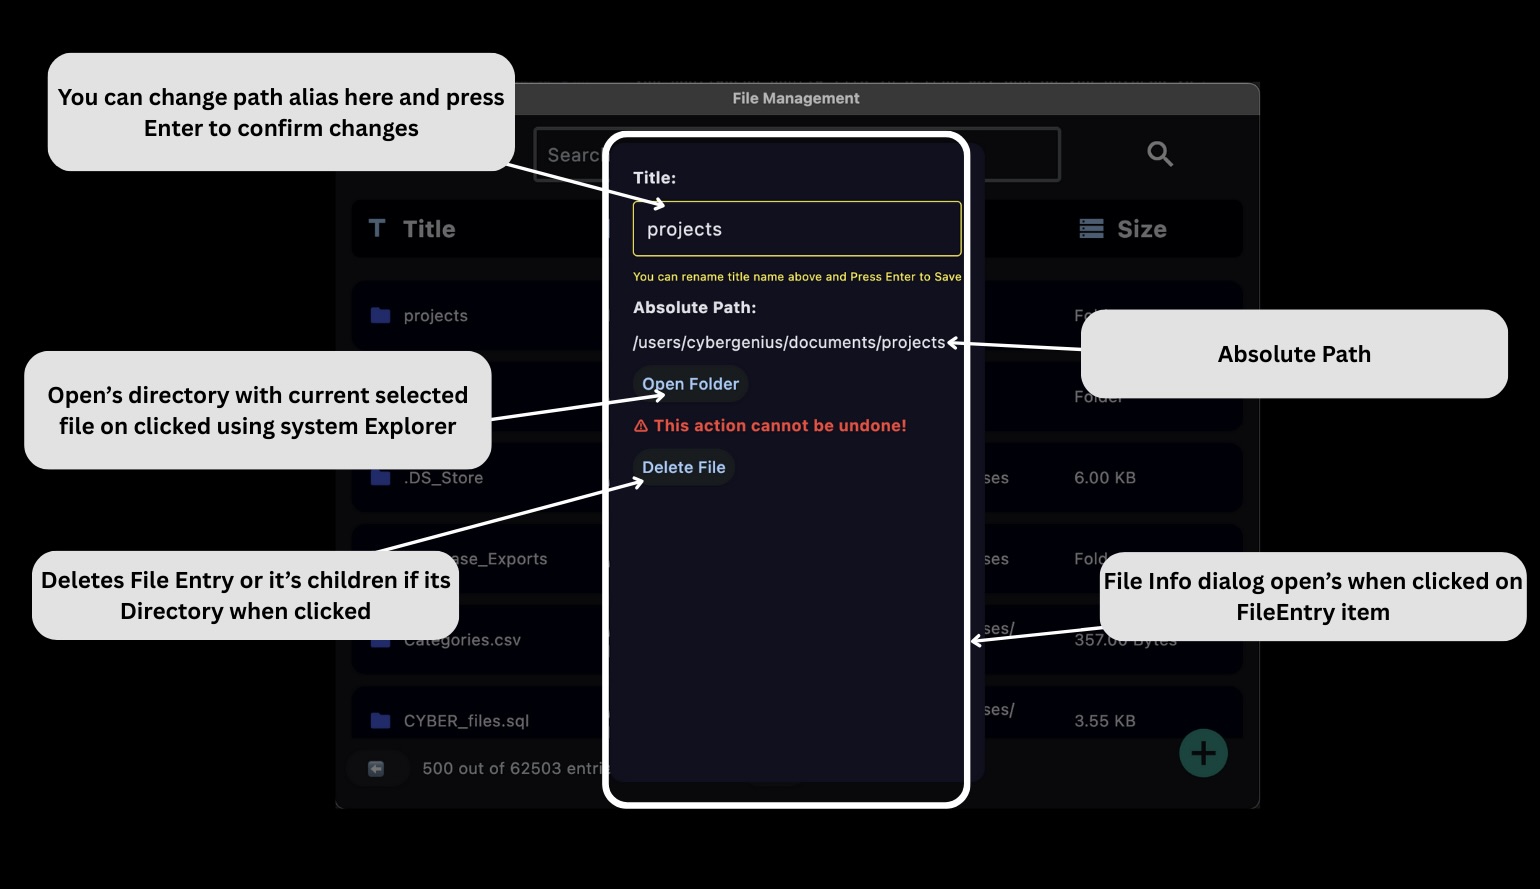 File Management
You can change path alias here and press
Enter to confirm changes
Searc
Title
Size
Title:
projects
You can rename title name above and Press Enter to Save
Absolute Path:
/users/cybergenius/documents/projects
Open Folder
⚠ This action cannot be undone!
Delete File
Absolute Path
Open's directory with current selected
file on clicked using system Explorer
Deletes File Entry or it's children if its
Directory when clicked
File Info dialog open's when clicked on
FileEntry item
projects
Folder
.DS_Store
ses
6.00 KB
ase_Exports
ses
Fold
Categories.csv
ses/
357.00 Bytes
CYBER_files.sql
ses/
3.55 KB
500 out of 62503 entri